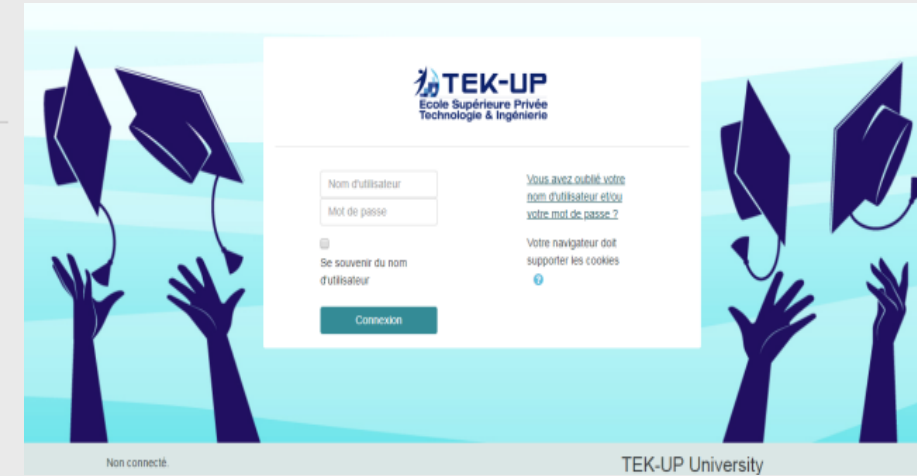 TEK-UP
Ecole Supérieure Privée
Technologie & Ingénierie
Nom d'utilisateur
Mot de passe
Se souvenir du nom
d'utilisateur
Connexion
Vous avez oublié votre
nom d'utilisateur et/ou
votre mot de passe ?
Votre navigateur doit
supporter les cookies
Non connecté.
TEK-UP University